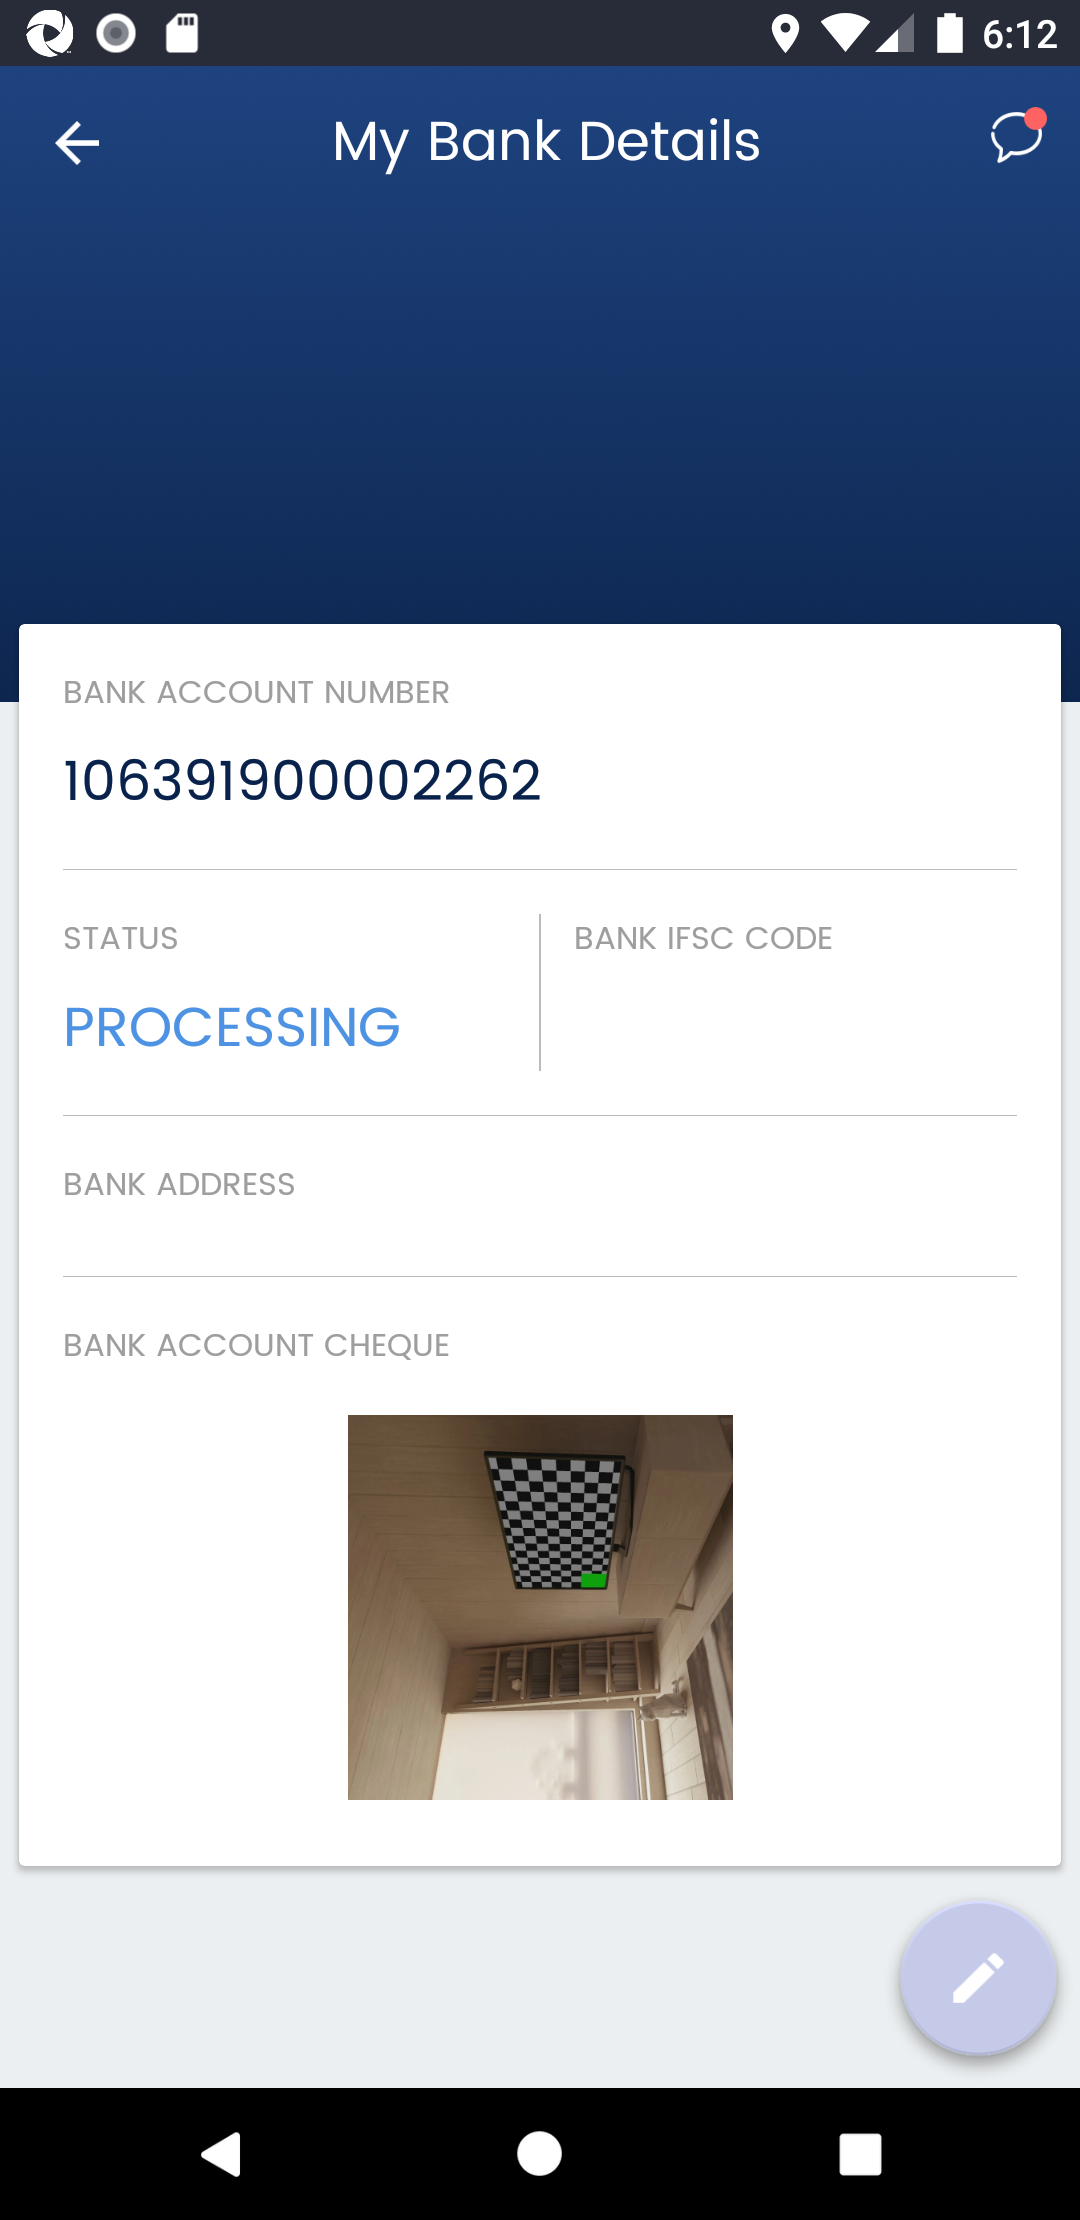 6:12
My Bank Details
BANK ACCOUNT NUMBER
106391900002262
STATUS
BANK IFSC CODE
PROCESSING
BANK ADDRESS
BANK ACCOUNT CHEQUE